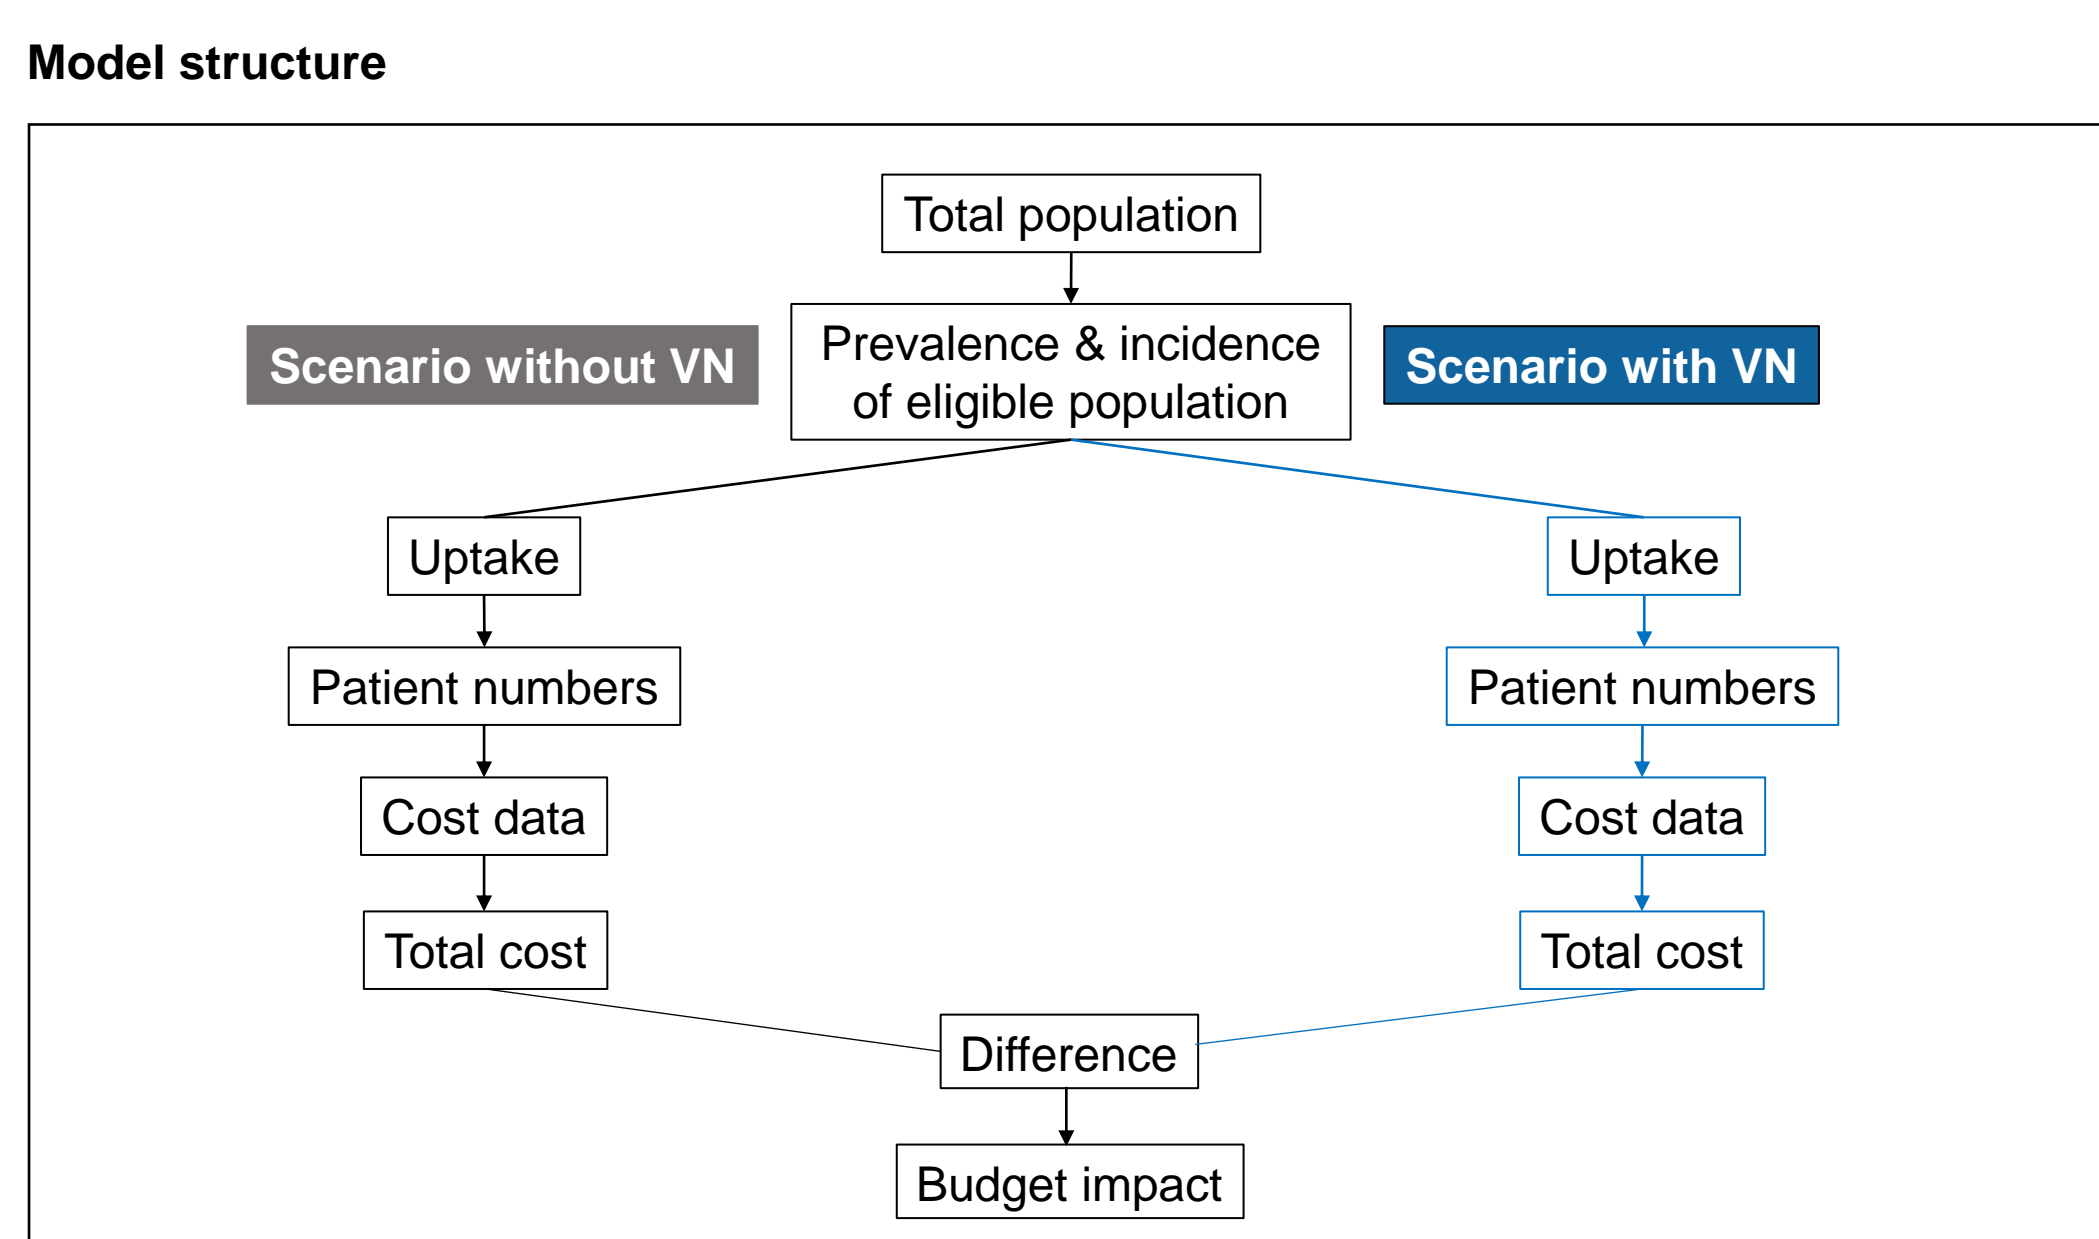 Model structure
Total population
Scenario without VN
Prevalence & incidence
of eligible population
Scenario with VN
Uptake
Uptake
Patient numbers
Patient numbers
Cost data
Cost data
Total cost
Total cost
Difference
Budget impact